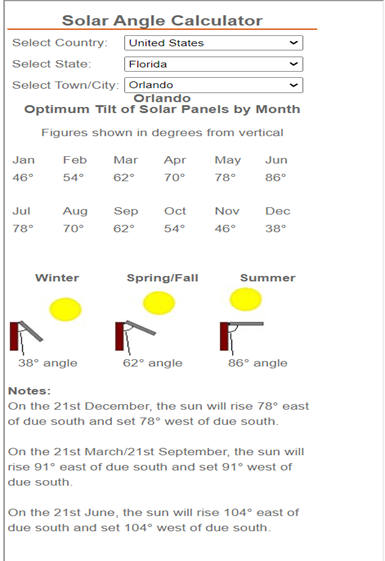 Solar Angle Calculator
Select Country: United States
Select State: Florida
Select Town/City: Orlando
Orlando
Optimum Tilt of Solar Panels by Month
Figures shown in degrees from vertical
Jan Feb Mar Apr May Jun
46° 54° 62° 70° 78° 86°
Jul Aug Sep Oct Nov Dec
78° 70° 62° 54° 46° 38°
Winter Spring/Fall Summer
38° angle 62° angle 86° angle
Notes:
On the 21st December, the sun will rise 78° east
of due south and set 78° west of due south.
On the 21st March/21st September, the sun will
rise 91° east of due south and set 91° west of
due south.
On the 21st June, the sun will rise 104° east of
due south and set 104° west of due south.